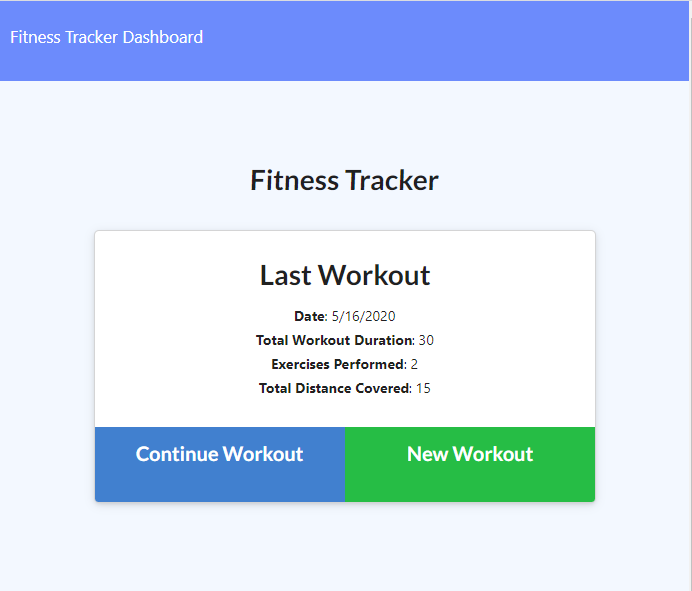 Fitness Tracker Dashboard
Fitness Tracker
Last Workout
Date: 5/16/2020
Total Workout Duration: 30
Exercises Performed: 2
Total Distance Covered: 15
Continue Workout
New Workout